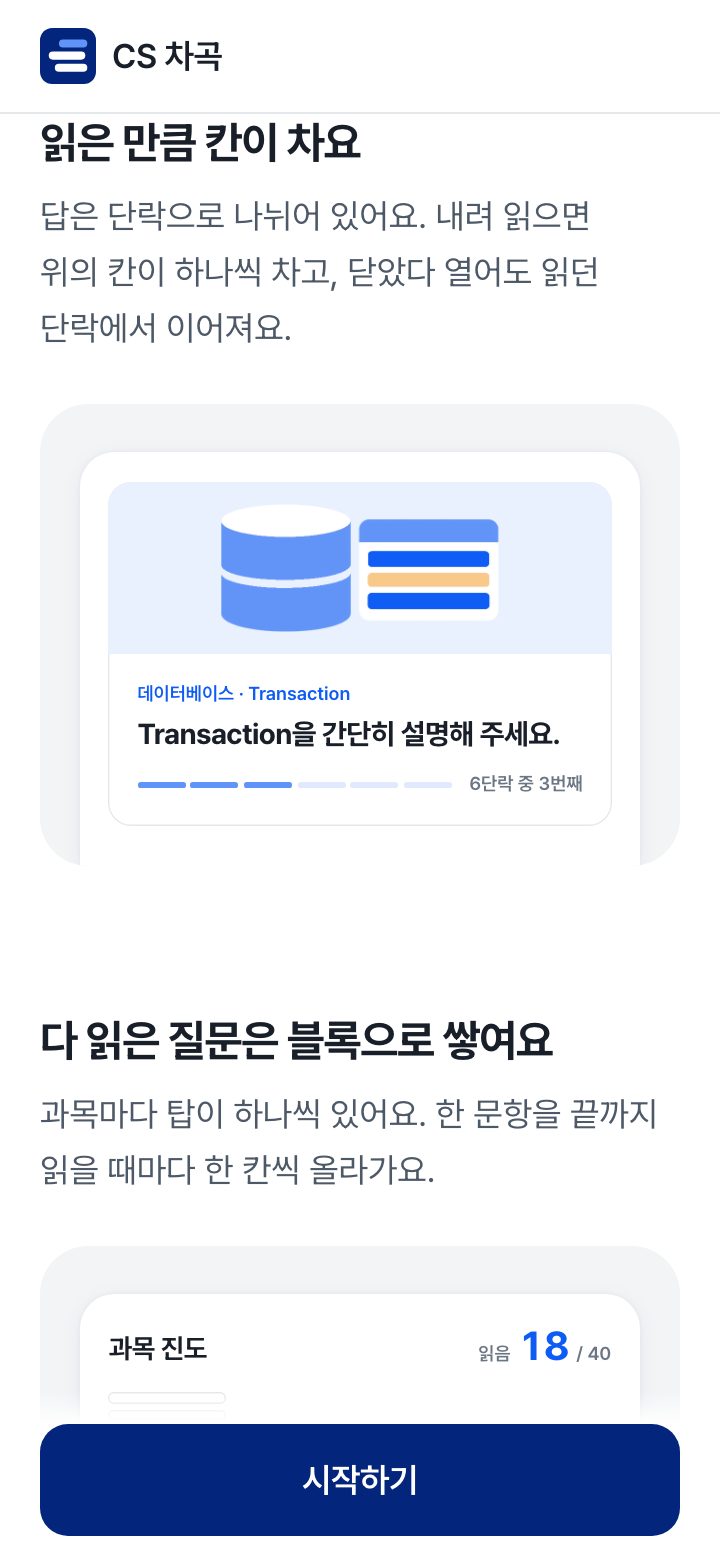 CS 차곡
읽은 만큼 칸이 차요
답은 단락으로 나뉘어 있어요. 내려 읽으면
위의 칸이 하나씩 차고, 닫았다 열어도 읽던
단락에서 이어져요.
데이터베이스 · Transaction
Transaction을 간단히 설명해 주세요.
6단락 중 3번째
다 읽은 질문은 블록으로 쌓여요
과목마다 탑이 하나씩 있어요. 한 문항을 끝까지
읽을 때마다 한 칸씩 올라가요.
과목 진도
읽음 18 / 40
시작하기